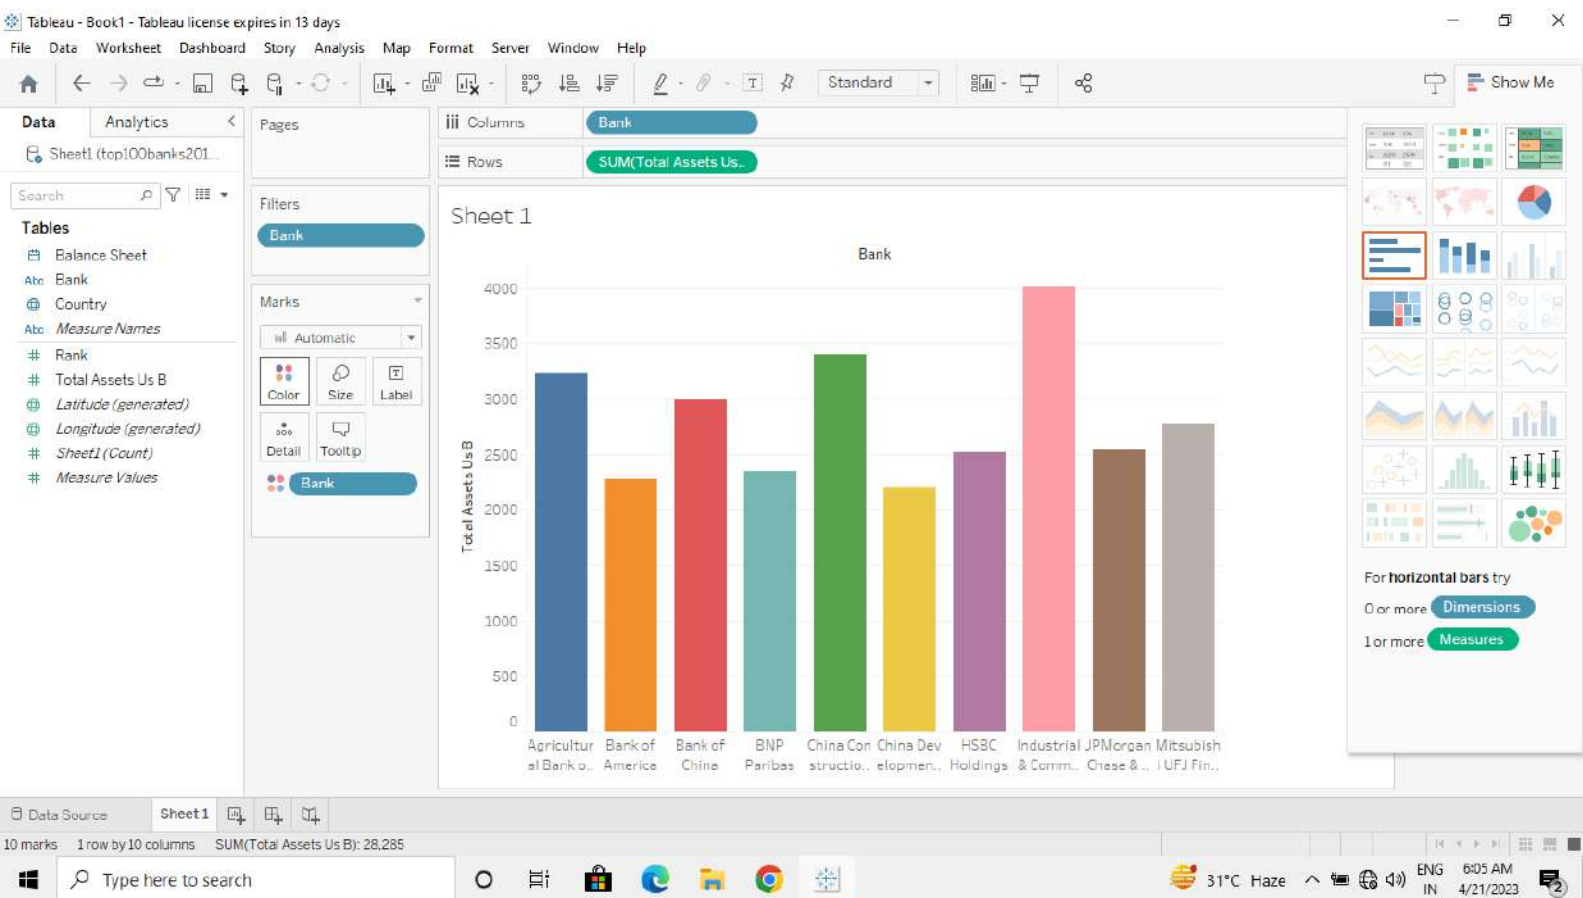 Tableau - Book1 - Tableau license expires in 13 days
File Data Worksheet Dashboard Story Analysis Map Format Server Window Help
Standard
Show Me
Data Analytics
Sheet1 (top100banks201...
Search
Tables
Balance Sheet
Abc Bank
Country
Abc Measure Names
# Rank
# Total Assets Us B
Latitude (generated)
Longitude (generated)
# Sheet1 (Count)
# Measure Values
Pages
Filters
Bank
Marks
Automatic
Color Size Label
Detail Tooltip
Bank
iii Columns Bank
Rows SUM(Total Assets Us..
Sheet 1
Bank
Total Assets Us B
4000
3500
3000
2500
2000
1500
1000
500
0
Agricultur Bank of Bank of BNP China Con China Dev HSBC Industrial JPMorgan Mitsubish
al Bank o.. America China Paribas structio.. elopmen.. Holdings & Comm.. Chase & .. i UFJ Fin..
For horizontal bars try
0 or more Dimensions
1 or more Measures
Data Source Sheet1
10 marks 1 row by 10 columns SUM(Total Assets Us B): 28,285
Type here to search
31°C Haze
ENG
IN
6:05 AM
4/21/2023
2